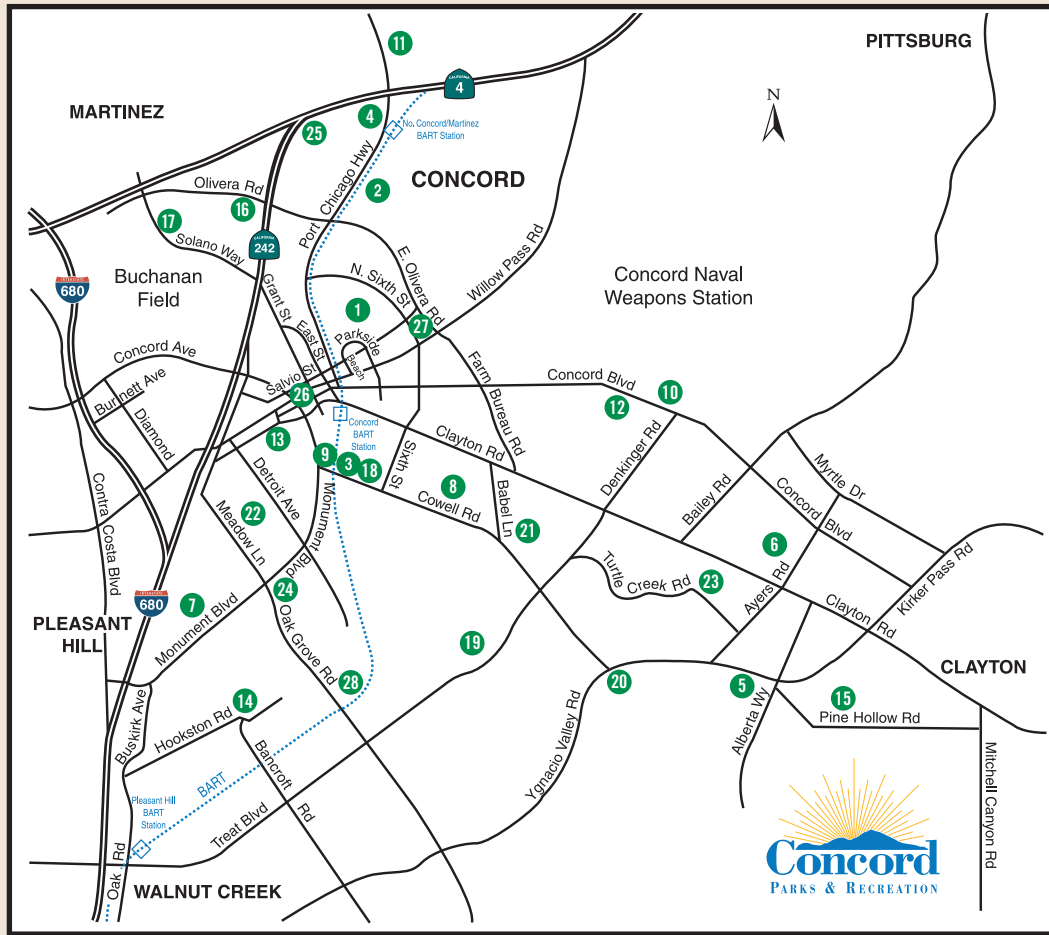 PITTSBURG
11
CALIFORNIA
4
MARTINEZ
4
25
No. Concord/Martinez
BART Station
N
CONCORD
2
Port Chicago Hwy
Olivera Rd
16
17
Solano Way
CALIFORNIA
242
INTERSTATE
680
Buchanan
Field
Grant St
East St
N. Sixth St
E. Olivera Rd
Willow Pass Rd
Concord Naval
Weapons Station
1
27
Parkside
Beach
Concord Ave
Burnett Ave
Diamond
Salvio St
26
Concord
BART
Station
Farm Bureau Rd
Concord Blvd
10
12
Denkinger Rd
13
9
3
18
Sixth St
Clayton Rd
8
Cowell Rd
Babel Ln
21
Detroit Ave
22
Meadow Ln
Monument Blvd
Contra Costa Blvd
Bailey Rd
Myrtle Dr
Concord Blvd
6
Ayers Rd
Kirker Pass Rd
Turtle
Creek Rd
23
Clayton Rd
INTERSTATE
680
7
Monument Blvd
24
Oak Grove Rd
PLEASANT
HILL
19
28
20
5
15
CLAYTON
Pine Hollow Rd
Alberta Wy
Mitchell Canyon Rd
Buskirk Ave
14
Hookston Rd
Bancroft Rd
BART
Pleasant Hill
BART
Station
Treat Blvd
Ygnacio Valley Rd
Oak Rd
WALNUT CREEK
Concord
PARKS & RECREATION